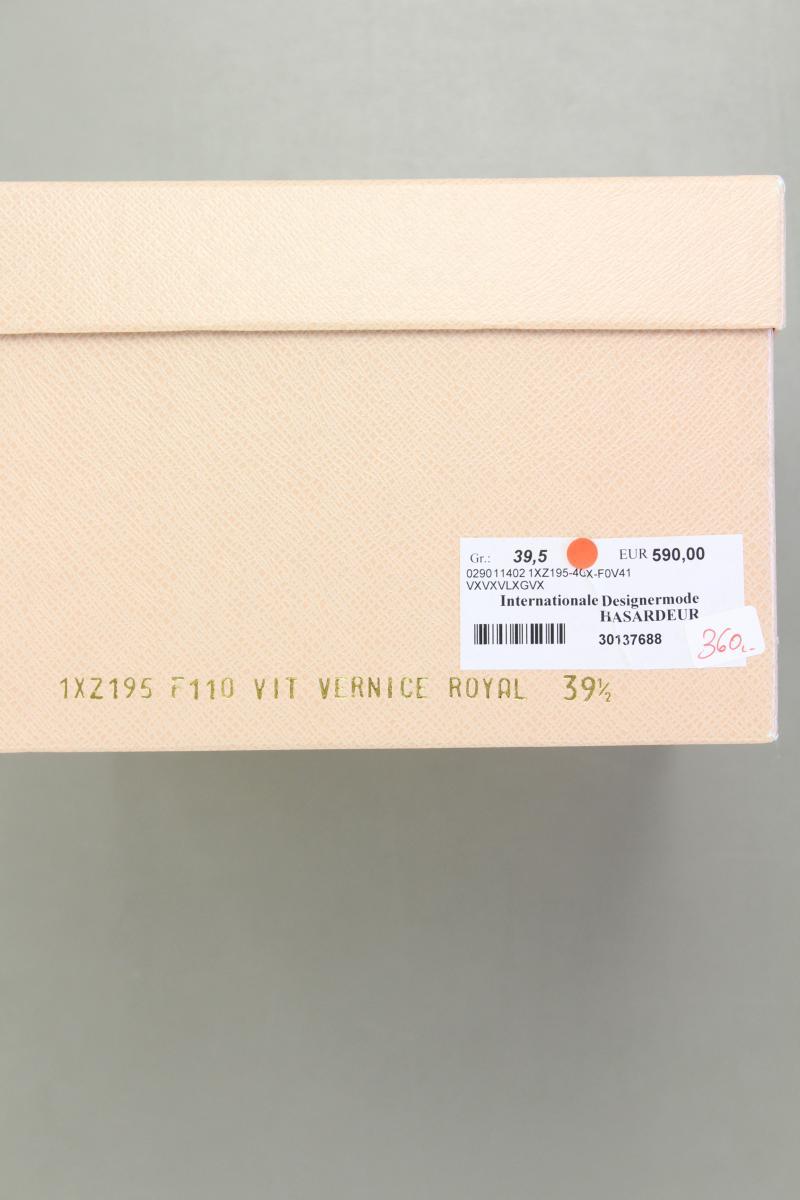 Gr.: 39,5 EUR 590,00
029011402 1XZ195-4CX-F0V41
VXVXVLXGVX
Internationale Designermode
HASARDEUR
30137688
360,-
1XZ195 F110 VIT VERNICE ROYAL 39½